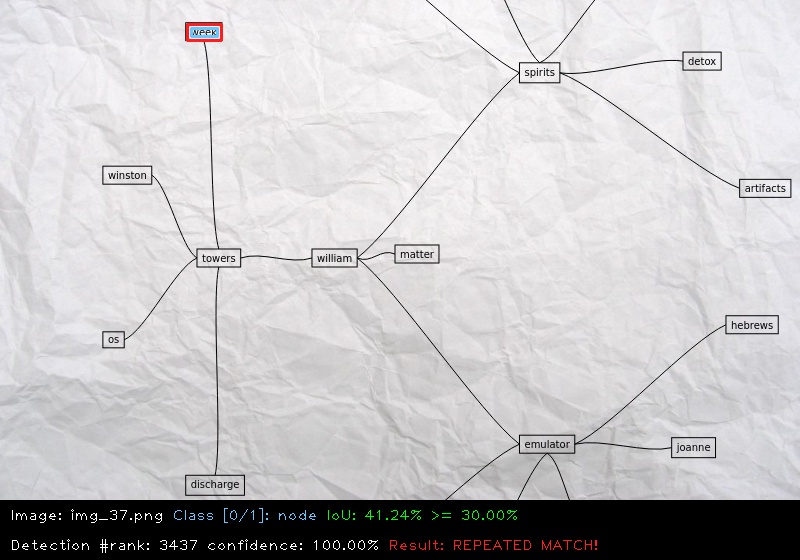 week
spirits
detox
winston
artifacts
towers
william
matter
hebrews
os
emulator
joanne
discharge
Image: img_37.png Class [0/1]: node IoU: 41.24% >= 30.00%
Detection #rank: 3437 confidence: 100.00% Result: REPEATED MATCH!